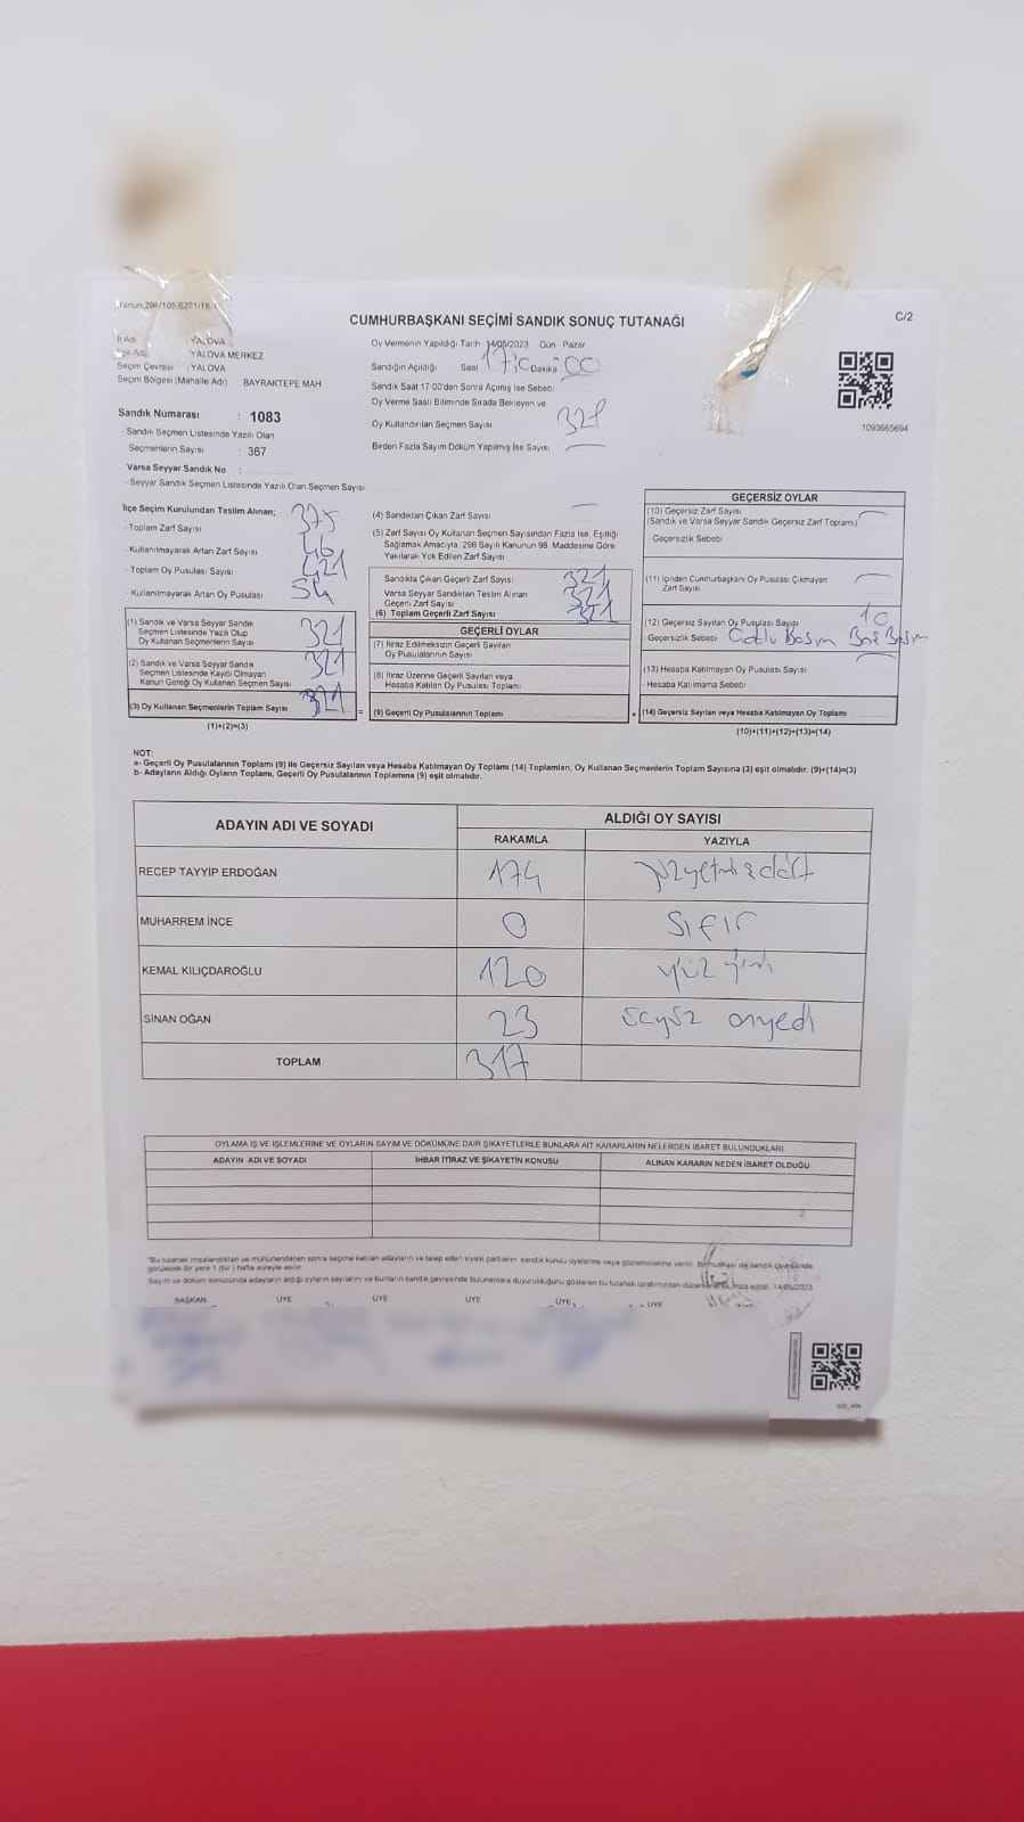 CUMHURBAŞKANI SEÇİMİ SANDIK SONUÇ TUTANAĞI
C/2
YALOVA
YALOVA MERKEZ
Seçim Çevresi : YALOVA
Seçim Bölgesi (Mahalle Adı) BAYRAKTEPE MAH
Sandık Numarası : 1083
- Sandık Seçmen Listesinde Yazılı Olan
Seçmenlerin Sayısı : 367
Varsa Seyyar Sandık No :
- Seyyar Sandık Seçmen Listesinde Yazılı Olan Seçmen Sayısı
Oy Vermenin Yapıldığı Tarih 14/05/2023 Gün Pazar
Sandığın Açıldığı Saat 17: Dakika 00
Sandık Saat 17:00'den Sonra Açılmış İse Sebebi
Oy Verme Saati Bitiminde Sırada Bekleyen ve
Oy Kullandırılan Seçmen Sayısı 321
Birden Fazla Sayım Döküm Yapılmış İse Sayısı
1093665694
İlçe Seçim Kurulundan Teslim Alınan;
- Toplam Zarf Sayısı 375
- Kullanılmayarak Artan Zarf Sayısı
- Toplam Oy Pusulası Sayısı 421
- Kullanılmayarak Artan Oy Pusulası 54
(1) Sandık ve Varsa Seyyar Sandık
Seçmen Listesinde Yazılı Olup
Oy Kullanan Seçmenlerin Sayısı 321
(2) Sandık ve Varsa Seyyar Sandık
Seçmen Listesinde Kayıtlı Olmayan
Kanun Gereği Oy Kullanan Seçmen Sayısı 321
(3) Oy Kullanan Seçmenlerin Toplam Sayısı 321
(1)+(2)=(3)
(4) Sandıktan Çıkan Zarf Sayısı
(5) Zarf Sayısı Oy Kullanan Seçmen Sayısından Fazla İse, Eşitliği
Sağlamak Amacıyla, 298 Sayılı Kanunun 98. Maddesine Göre
Yakılarak Yok Edilen Zarf Sayısı
Sandıkta Çıkan Geçerli Zarf Sayısı 321
Varsa Seyyar Sandıktan Teslim Alınan
Geçerli Zarf Sayısı 321
(6) Toplam Geçerli Zarf Sayısı 321
GEÇERLİ OYLAR
(7) İtiraz Edilmeksizin Geçerli Sayılan
Oy Pusulalarının Sayısı
(8) İtiraz Üzerine Geçerli Sayılan veya
Hesaba Katılan Oy Pusulası Toplamı
(9) Geçerli Oy Pusulalarının Toplamı
GEÇERSİZ OYLAR
(10) Geçersiz Zarf Sayısı
(Sandık ve Varsa Seyyar Sandık Geçersiz Zarf Toplamı)
- Geçersizlik Sebebi
(11) İçinden Cumhurbaşkanı Oy Pusulası Çıkmayan
Zarf Sayısı
(12) Geçersiz Sayılan Oy Pusulası Sayısı 10
- Geçersizlik Sebebi
(13) Hesaba Katılmayan Oy Pusulası Sayısı
- Hesaba Katılmama Sebebi
(14) Geçersiz Sayılan veya Hesaba Katılmayan Oy Toplamı
(10)+(11)+(12)+(13)=(14)
NOT:
a- Geçerli Oy Pusulalarının Toplamı (9) ile Geçersiz Sayılan veya Hesaba Katılmayan Oy Toplamı (14) Toplamları, Oy Kullanan Seçmenlerin Toplam Sayısına (3) eşit olmalıdır. (9)+(14)=(3)
b- Adayların Aldığı Oyların Toplamı, Geçerli Oy Pusulalarının Toplamına (9) eşit olmalıdır.
ADAYIN ADI VE SOYADI
ALDIĞI OY SAYISI
RAKAMLA YAZIYLA
RECEP TAYYİP ERDOĞAN 174 yüzyetmişdört
MUHARREM İNCE 0 sıfır
KEMAL KILIÇDAROĞLU 120 yüz yirmi
SİNAN OĞAN 23 üçyüz onyedi
TOPLAM 317
OYLAMA İŞ VE İŞLEMLERİNE VE OYLARIN SAYIM VE DÖKÜMÜNE DAİR ŞİKAYETLERLE BUNLARA AİT KARARLARIN NELERDEN İBARET BULUNDUKLARI
ADAYIN ADI VE SOYADI İHBAR İTİRAZ VE ŞİKAYETİN KONUSU ALINAN KARARIN NEDEN İBARET OLDUĞU
BAŞKAN ÜYE ÜYE ÜYE ÜYE ÜYE